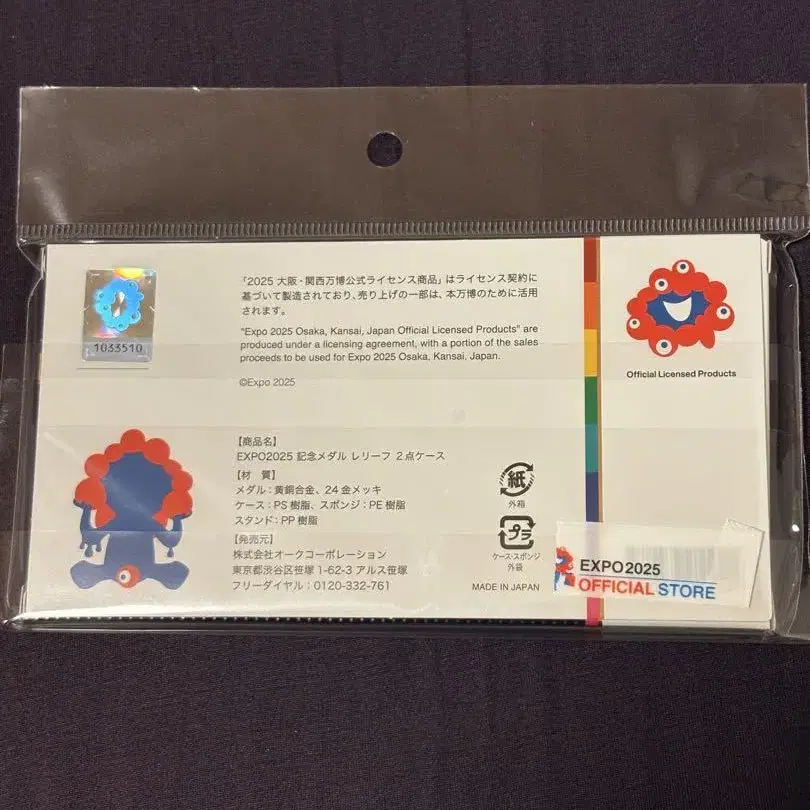 「2025 大阪・関西万博公式ライセンス商品」はライセンス契約に
基づいて製造されており、売り上げの一部は、本万博のために活用
されます。
"Expo 2025 Osaka, Kansai, Japan Official Licensed Products" are
produced under a licensing agreement, with a portion of the sales
proceeds to be used for Expo 2025 Osaka, Kansai, Japan.
©Expo 2025
1033510
Official Licensed Products
【商品名】
EXPO2025 記念メダル レリーフ 2点ケース
【材 質】
メダル：黄銅合金、24金メッキ
ケース：PS樹脂、スポンジ：PE樹脂
スタンド：PP樹脂
【発売元】
株式会社オークコーポレーション
東京都渋谷区笹塚 1-62-3 アルス笹塚
フリーダイヤル：0120-332-761
紙
外箱
プラ
ケース・スポンジ
外袋
MADE IN JAPAN
EXPO2025
OFFICIAL STORE